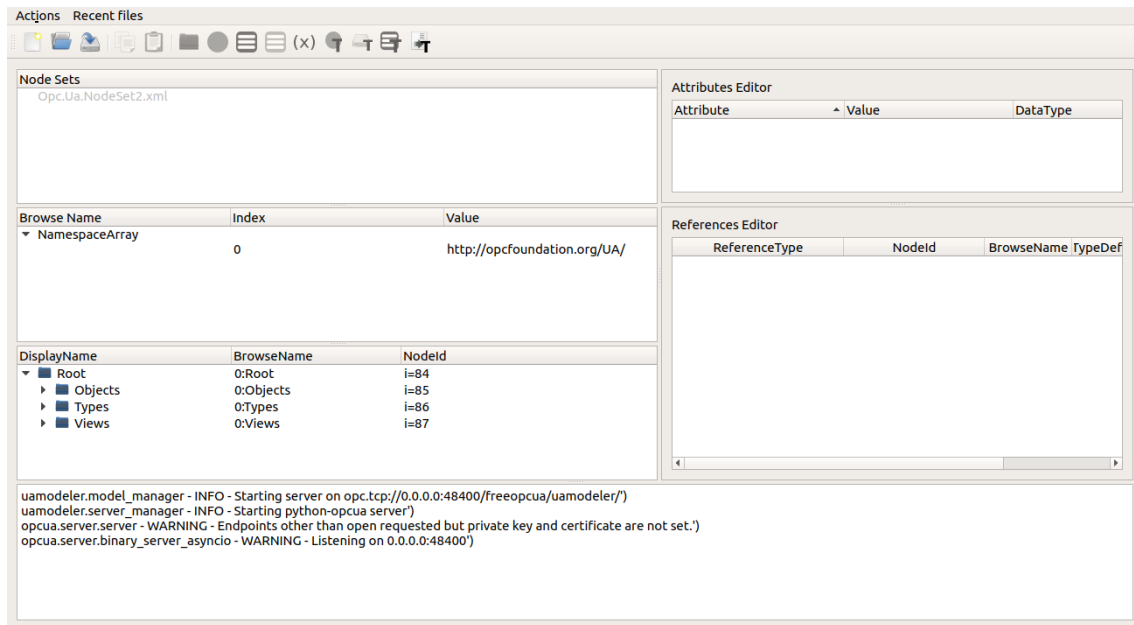 Actions Recent files
(x) T T T T
Node Sets
Opc.Ua.NodeSet2.xml
Attributes Editor
Attribute Value DataType
Browse Name Index Value
NamespaceArray
0 http://opcfoundation.org/UA/
References Editor
ReferenceType NodeId BrowseName TypeDef
DisplayName BrowseName NodeId
Root 0:Root i=84
Objects 0:Objects i=85
Types 0:Types i=86
Views 0:Views i=87
uamodeler.model_manager - INFO - Starting server on opc.tcp://0.0.0.0:48400/freeopcua/uamodeler/')
uamodeler.server_manager - INFO - Starting python-opcua server')
opcua.server.server - WARNING - Endpoints other than open requested but private key and certificate are not set.')
opcua.server.binary_server_asyncio - WARNING - Listening on 0.0.0.0:48400')